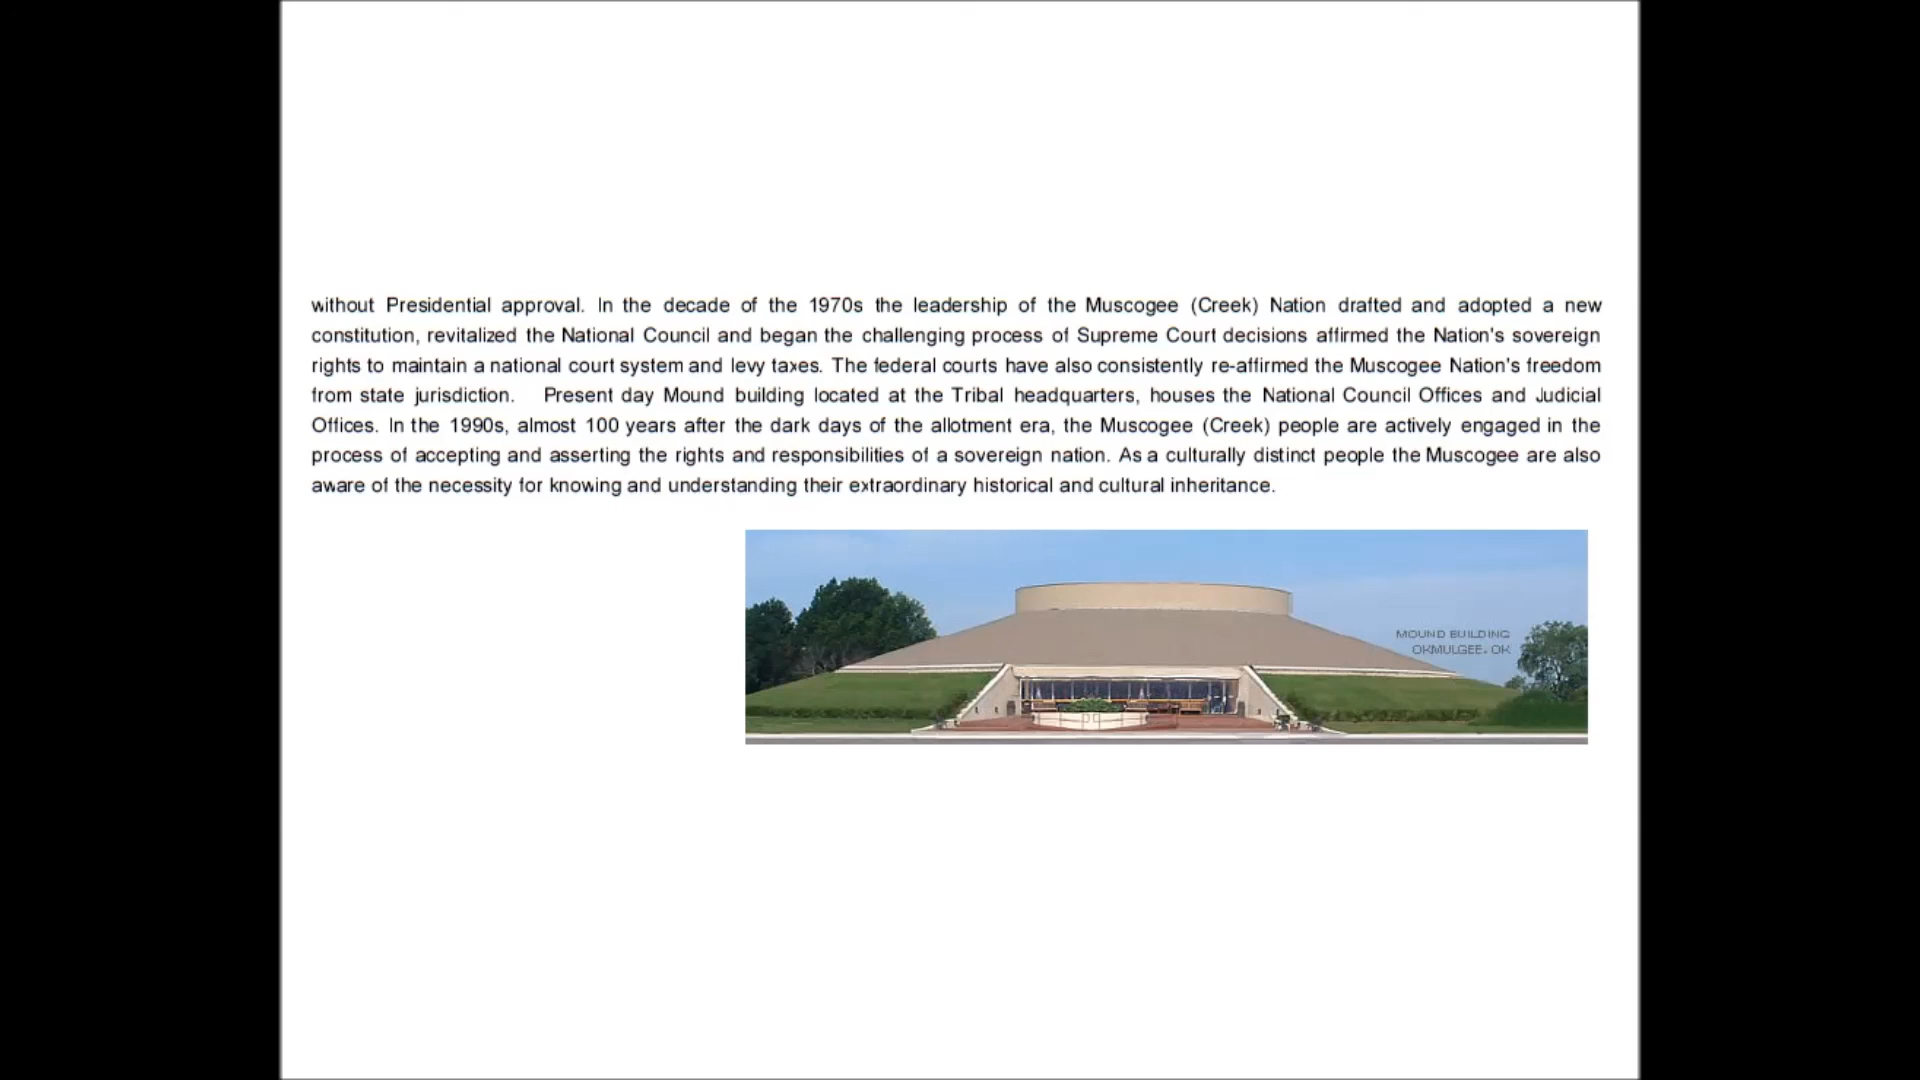 without Presidential approval. In the decade of the 1970s the leadership of the Muscogee (Creek) Nation drafted and adopted a new
constitution, revitalized the National Council and began the challenging process of Supreme Court decisions affirmed the Nation's sovereign
rights to maintain a national court system and levy taxes. The federal courts have also consistently re-affirmed the Muscogee Nation's freedom
from state jurisdiction. Present day Mound building located at the Tribal headquarters, houses the National Council Offices and Judicial
Offices. In the 1990s, almost 100 years after the dark days of the allotment era, the Muscogee (Creek) people are actively engaged in the
process of accepting and asserting the rights and responsibilities of a sovereign nation. As a culturally distinct people the Muscogee are also
aware of the necessity for knowing and understanding their extraordinary historical and cultural inheritance.
MOUND BUILDING
OKMULGEE, OK